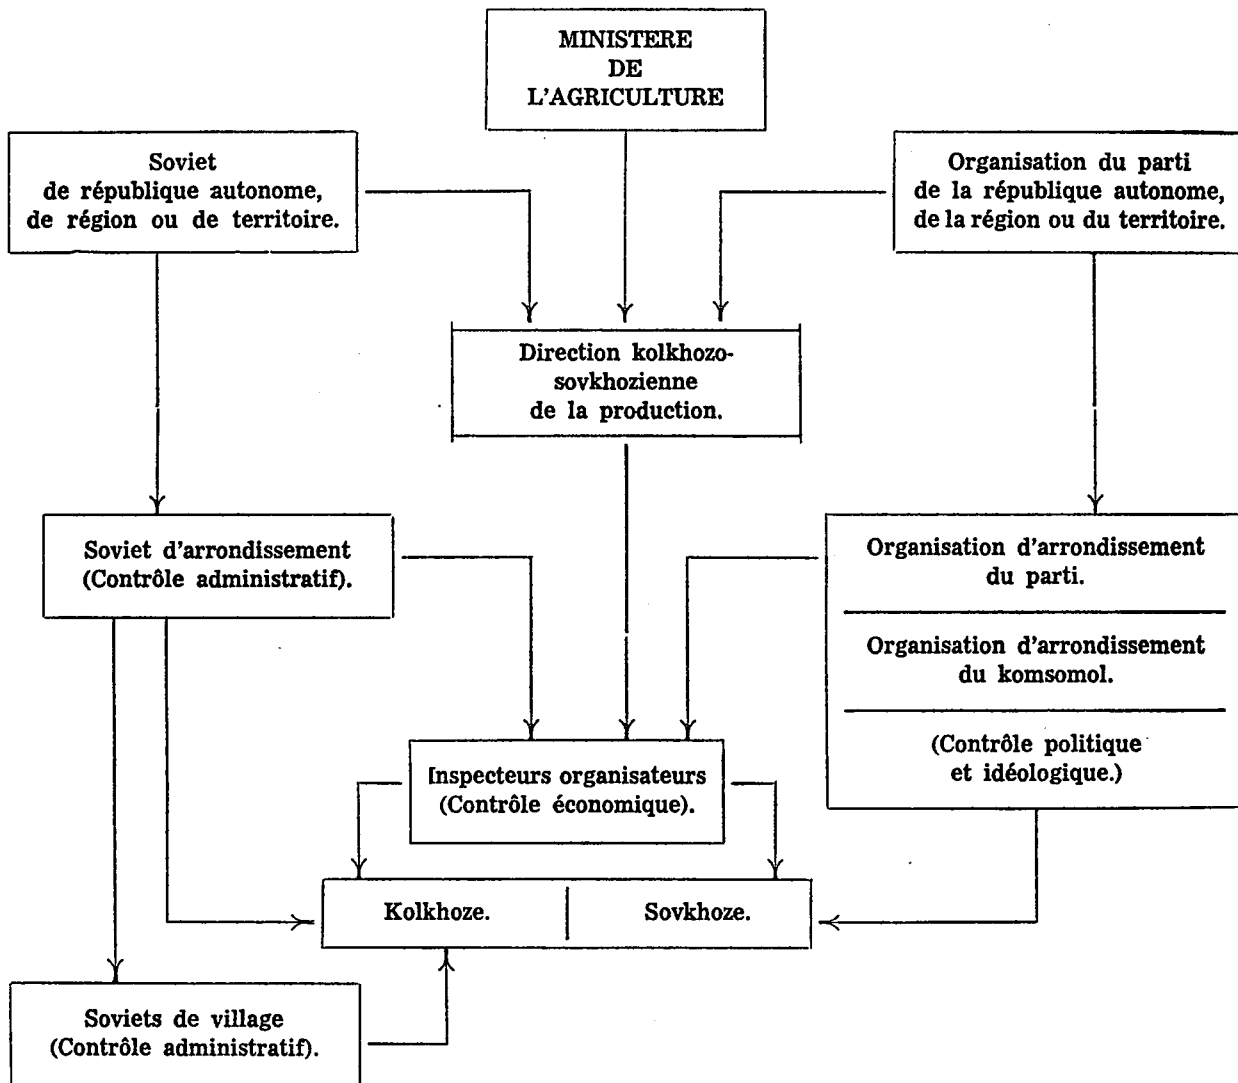 MINISTERE
DE
L'AGRICULTURE
Soviet
de république autonome,
de région ou de territoire.
Organisation du parti
de la république autonome,
de la région ou du territoire.
Direction kolkhozo-
sovkhozienne
de la production.
Soviet d'arrondissement
(Contrôle administratif).
Organisation d'arrondissement
du parti.
Organisation d'arrondissement
du komsomol.
(Contrôle politique
et idéologique.)
Inspecteurs organisateurs
(Contrôle économique).
Kolkhoze.
Sovkhoze.
Soviets de village
(Contrôle administratif).